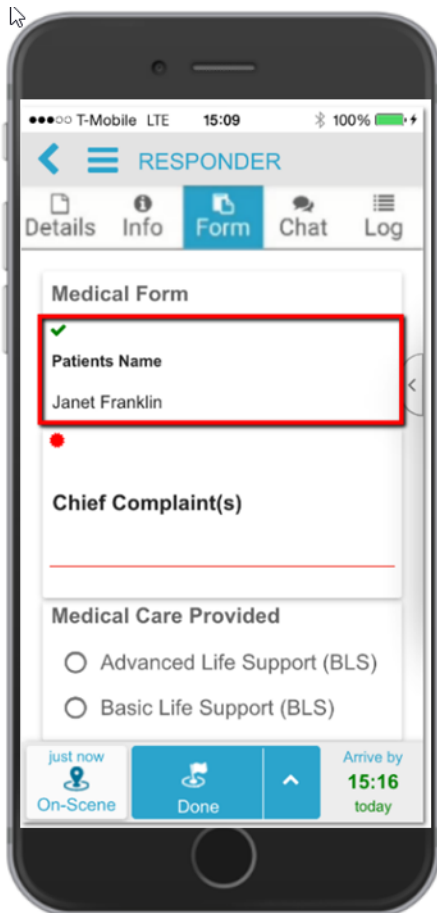 ●●●○○ T-Mobile LTE 15:09 100%
RESPONDER
Details Info Form Chat Log
Medical Form
Patients Name
Janet Franklin
Chief Complaint(s)
Medical Care Provided
Advanced Life Support (BLS)
Basic Life Support (BLS)
just now
On-Scene
Done
Arrive by
15:16
today